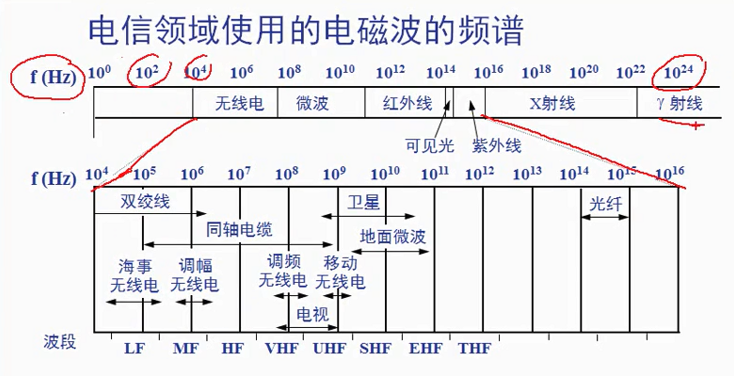 电信领域使用的电磁波的频谱
f (Hz) 10⁰ 10² 10⁴ 10⁶ 10⁸ 10¹⁰ 10¹² 10¹⁴ 10¹⁶ 10¹⁸ 10²⁰ 10²² 10²⁴
无线电 微波 红外线 X射线 γ 射线
可见光 紫外线
f (Hz) 10⁴ 10⁵ 10⁶ 10⁷ 10⁸ 10⁹ 10¹⁰ 10¹¹ 10¹² 10¹³ 10¹⁴ 10¹⁵ 10¹⁶
双绞线 卫星 光纤
同轴电缆 地面微波
海事 调幅 调频 移动
无线电 无线电 无线电 无线电
电视
波段 LF MF HF VHF UHF SHF EHF THF